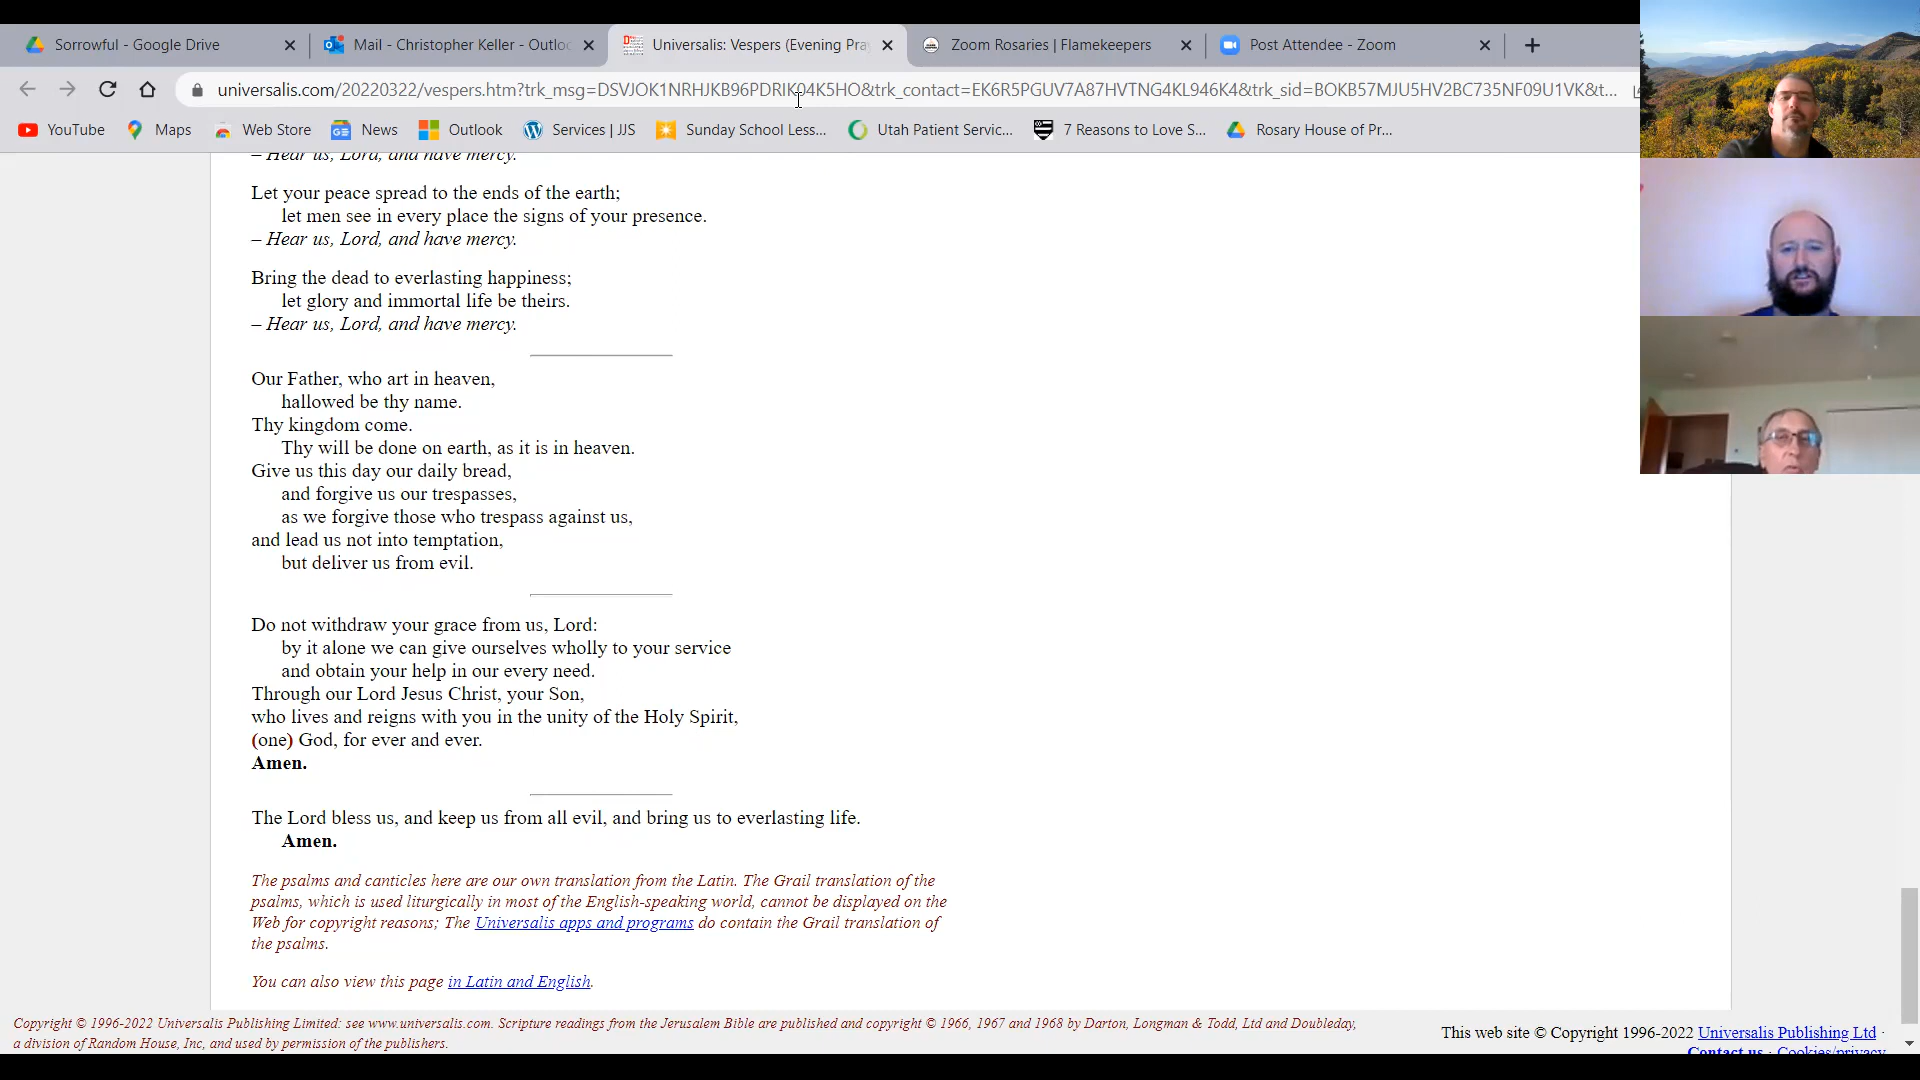 Sorrowful - Google Drive
Mail - Christopher Keller - Outloo
Universalis: Vespers (Evening Pra
Zoom Rosaries | Flamekeepers
Post Attendee - Zoom
universalis.com/20220322/vespers.htm?trk_msg=DSVJOK1NRHJKB96PDRIK04K5HO&trk_contact=EK6R5PGUV7A87HVTNG4KL946K4&trk_sid=BOKB57MJU5HV2BC735NF09U1VK&t...
YouTube
Maps
Web Store
News
Outlook
Services | JJS
Sunday School Less...
Utah Patient Servic...
7 Reasons to Love S...
Rosary House of Pr...
– Hear us, Lord, and have mercy.
Let your peace spread to the ends of the earth;
let men see in every place the signs of your presence.
– Hear us, Lord, and have mercy.
Bring the dead to everlasting happiness;
let glory and immortal life be theirs.
– Hear us, Lord, and have mercy.
Our Father, who art in heaven,
hallowed be thy name.
Thy kingdom come.
Thy will be done on earth, as it is in heaven.
Give us this day our daily bread,
and forgive us our trespasses,
as we forgive those who trespass against us,
and lead us not into temptation,
but deliver us from evil.
Do not withdraw your grace from us, Lord:
by it alone we can give ourselves wholly to your service
and obtain your help in our every need.
Through our Lord Jesus Christ, your Son,
who lives and reigns with you in the unity of the Holy Spirit,
(one) God, for ever and ever.
Amen.
The Lord bless us, and keep us from all evil, and bring us to everlasting life.
Amen.
The psalms and canticles here are our own translation from the Latin. The Grail translation of the
psalms, which is used liturgically in most of the English-speaking world, cannot be displayed on the
Web for copyright reasons; The Universalis apps and programs do contain the Grail translation of
the psalms.
You can also view this page in Latin and English.
Copyright © 1996-2022 Universalis Publishing Limited: see www.universalis.com. Scripture readings from the Jerusalem Bible are published and copyright © 1966, 1967 and 1968 by Darton, Longman & Todd, Ltd and Doubleday,
a division of Random House, Inc, and used by permission of the publishers.
This web site © Copyright 1996-2022 Universalis Publishing Ltd ·
Contact us · Cookies/privacy